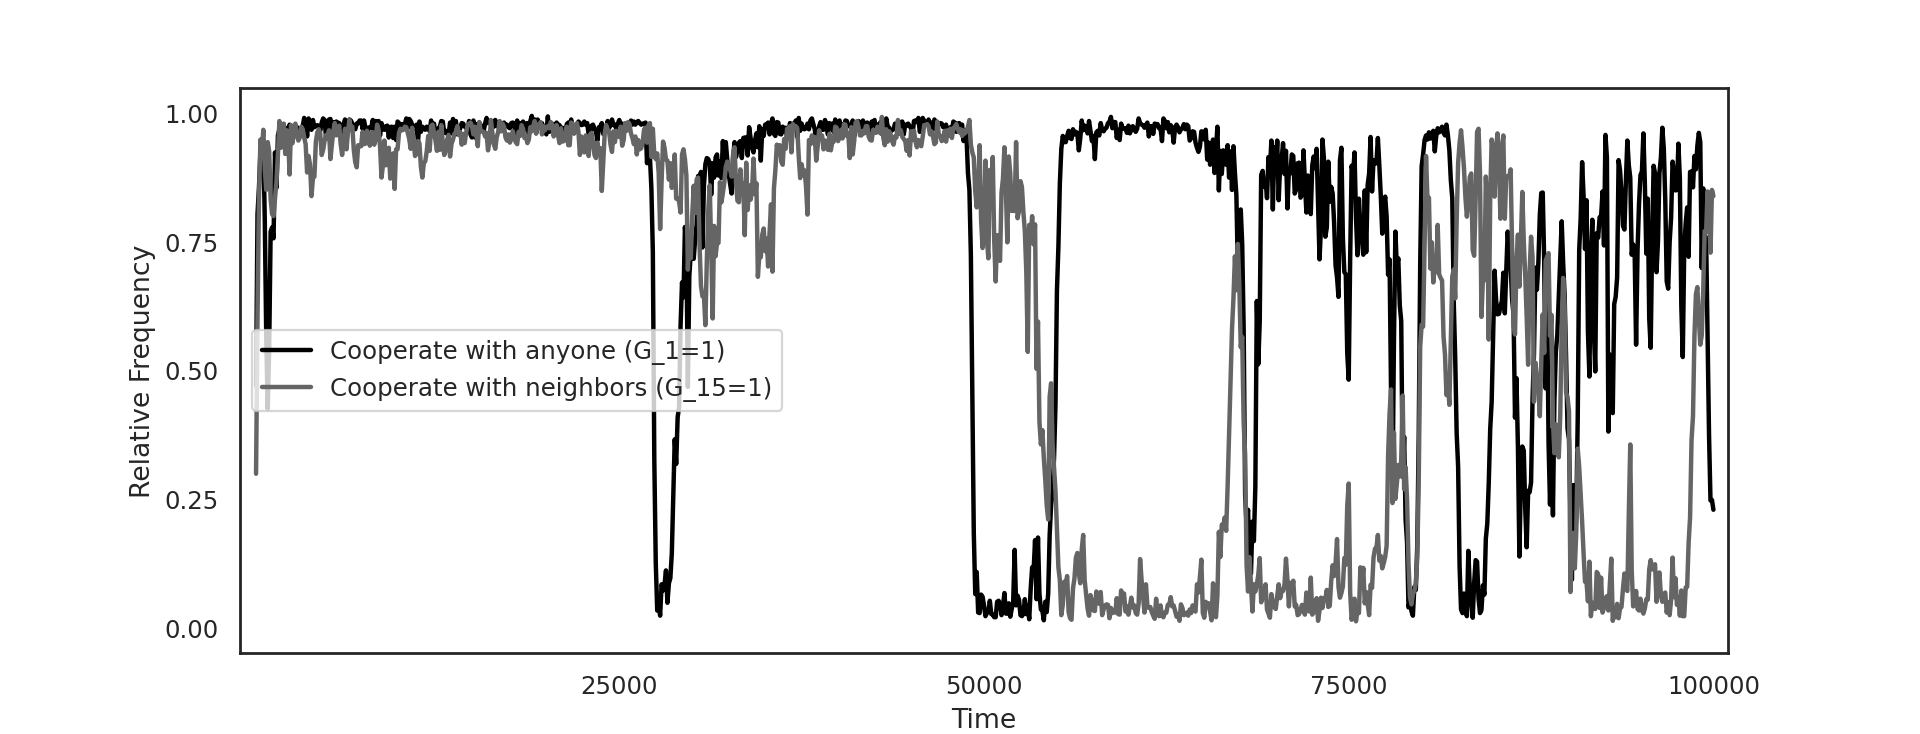 1.00
0.75
0.50
0.25
0.00
Relative Frequency
Cooperate with anyone (G_1=1)
Cooperate with neighbors (G_15=1)
25000
50000
75000
100000
Time